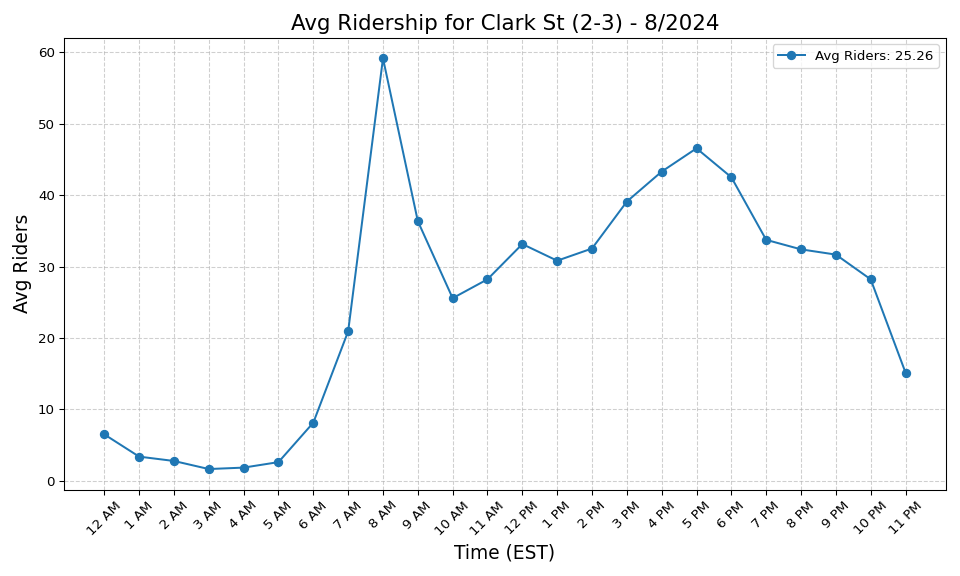 Avg Ridership for Clark St (2-3) - 8/2024
Avg Riders: 25.26
Avg Riders
60
50
40
30
20
10
0
12 AM
1 AM
2 AM
3 AM
4 AM
5 AM
6 AM
7 AM
8 AM
9 AM
10 AM
11 AM
12 PM
1 PM
2 PM
3 PM
4 PM
5 PM
6 PM
7 PM
8 PM
9 PM
10 PM
11 PM
Time (EST)